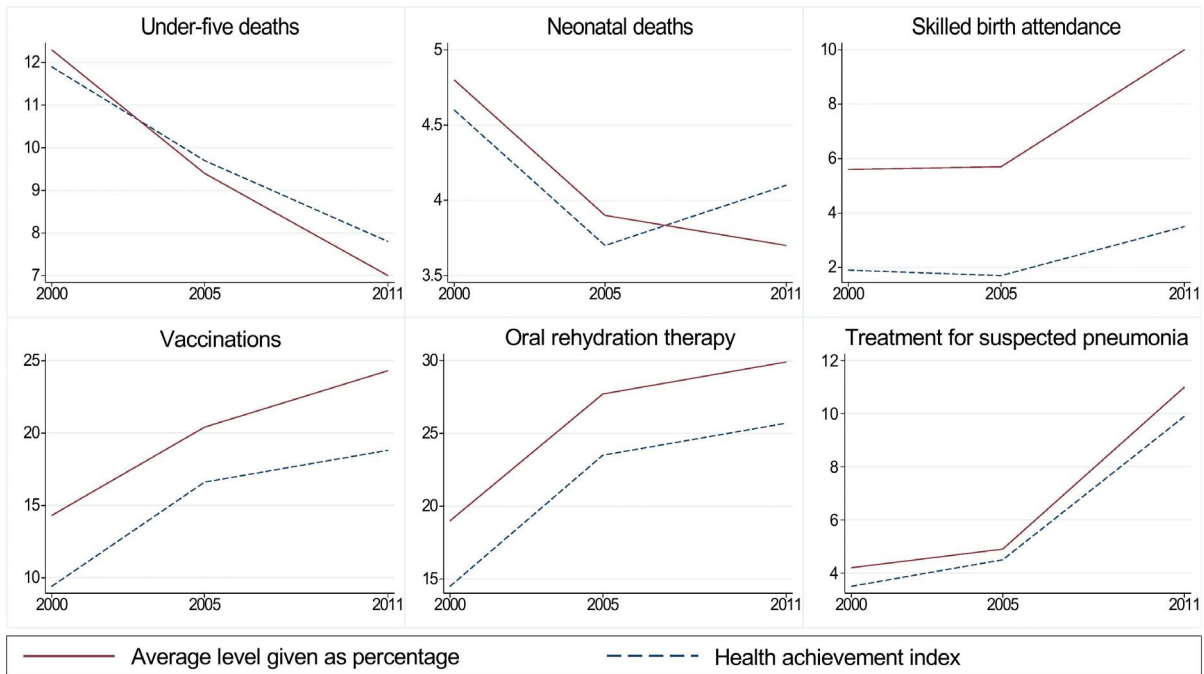 Under-five deaths
12
11
10
9
8
7
2000 2005 2011
Neonatal deaths
5
4.5
4
3.5
2000 2005 2011
Skilled birth attendance
10
8
6
4
2
2000 2005 2011
Vaccinations
25
20
15
10
2000 2005 2011
Oral rehydration therapy
30
25
20
15
2000 2005 2011
Treatment for suspected pneumonia
12
10
8
6
4
2000 2005 2011
Average level given as percentage
Health achievement index